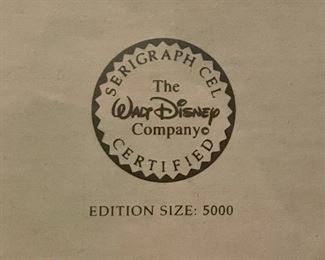 SERIGRAPH CEL
The
Walt Disney
Company©
CERTIFIED
EDITION SIZE: 5000